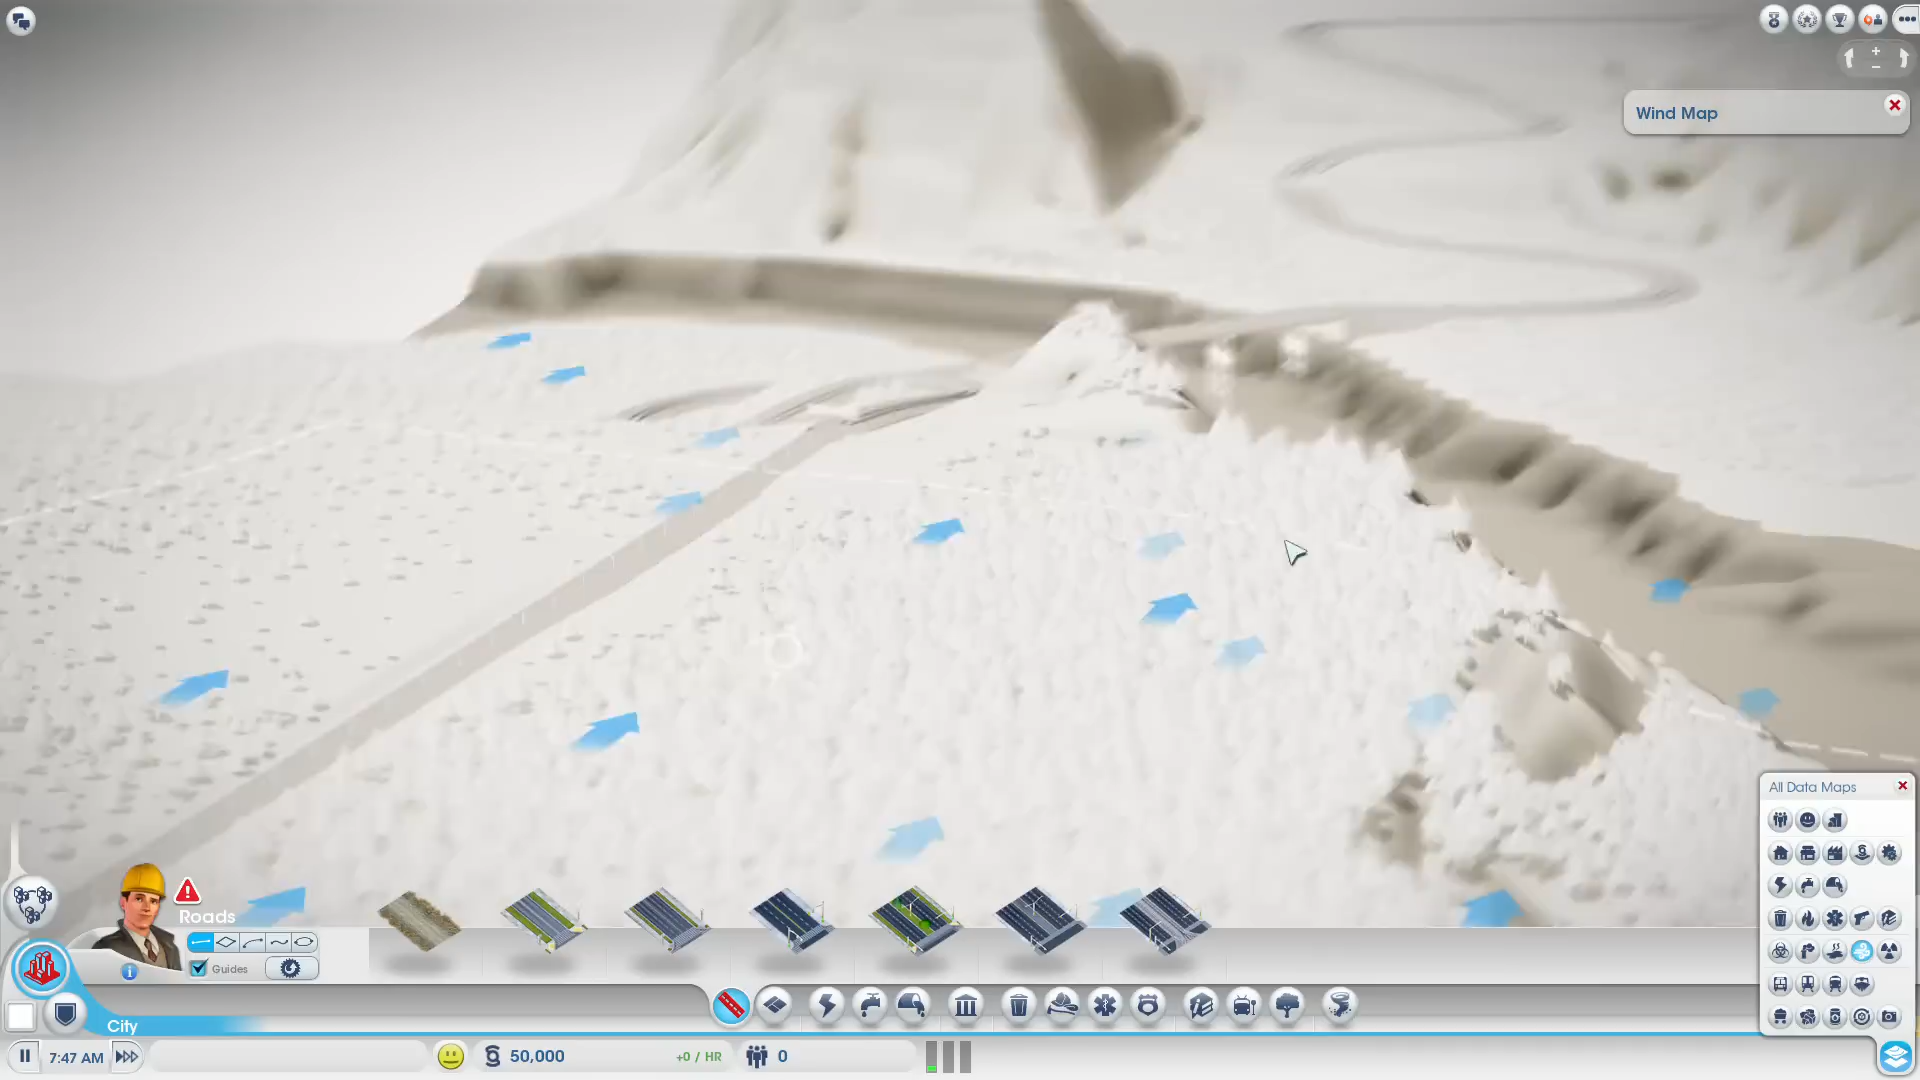 Wind Map
All Data Maps
Roads
Guides
City
7:47 AM
50,000
+0 / HR
0